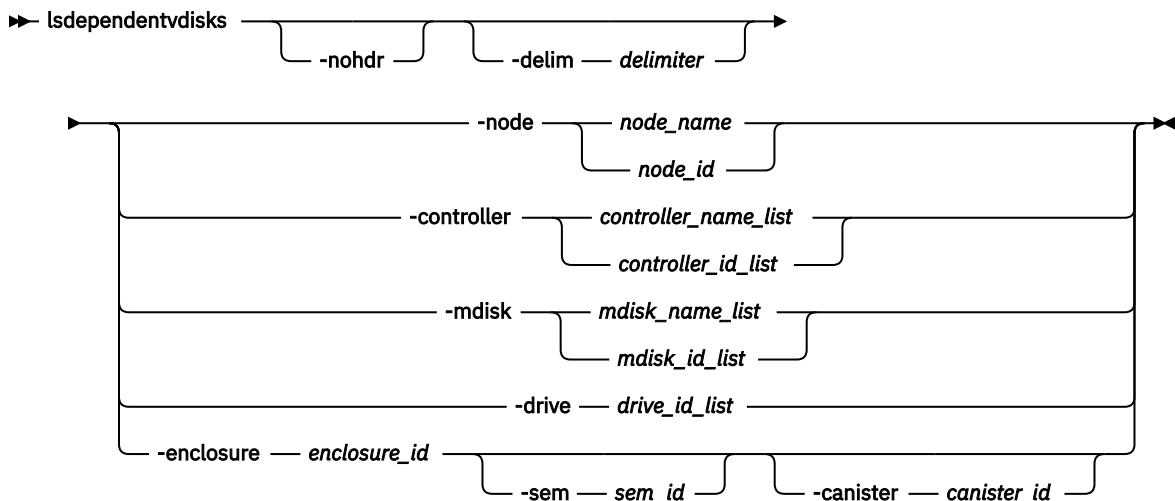 lsdependentvdisks
-nohdr
-delim delimiter
-node node_name
node_id
-controller controller_name_list
controller_id_list
-mdisk mdisk_name_list
mdisk_id_list
-drive drive_id_list
-enclosure enclosure_id
-sem sem_id
-canister canister_id